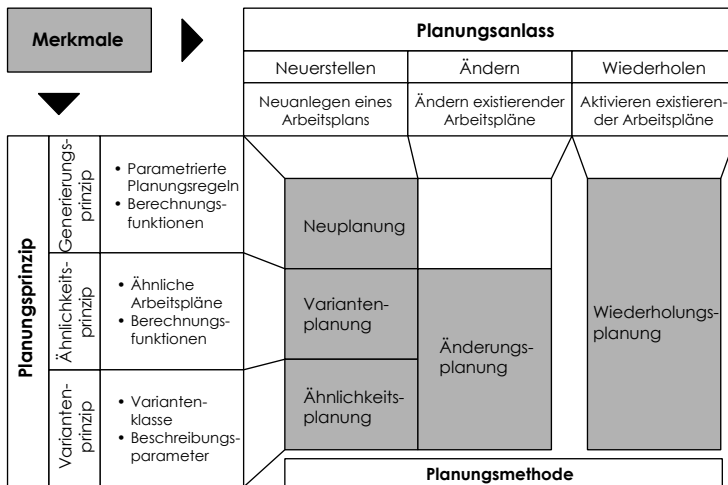 Merkmale
Planungsanlass
Neuerstellen
Ändern
Wiederholen
Neuanlegen eines
Arbeitsplans
Ändern existierender
Arbeitspläne
Aktivieren existieren-
der Arbeitspläne
Planungsprinzip
Generierungs-
prinzip
• Parametrierte
Planungsregeln
• Berechnungs-
funktionen
Ähnlichkeits-
prinzip
• Ähnliche
Arbeitspläne
• Berechnungs-
funktionen
Varianten-
prinzip
• Varianten-
klasse
• Beschreibungs-
parameter
Neuplanung
Varianten-
planung
Ähnlichkeits-
planung
Änderungs-
planung
Wiederholungs-
planung
Planungsmethode